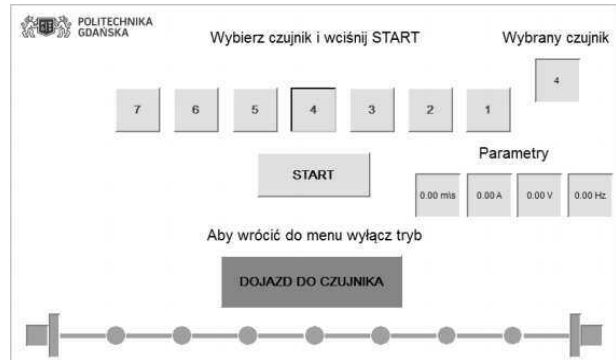 POLITECHNIKA
GDAŃSKA
Wybierz czujnik i wciśnij START
Wybrany czujnik
4
7 6 5 4 3 2 1
START
Parametry
0.00 m\s 0.00 A 0.00 V 0.00 Hz
Aby wrócić do menu wyłącz tryb
DOJAZD DO CZUJNIKA